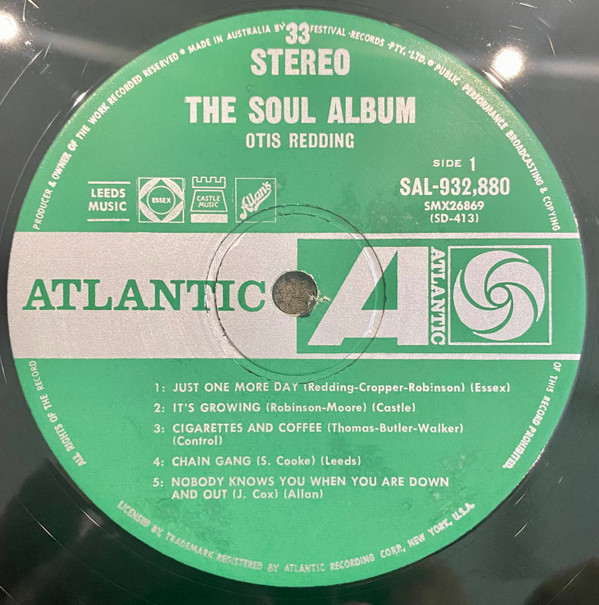 PRODUCER & OWNER OF THE WORK RECORDED RESERVED • MADE IN AUSTRALIA BY FESTIVAL RECORDS PTY. LTD. • PUBLIC PERFORMANCE BROADCASTING & COPYING
33
STEREO
THE SOUL ALBUM
OTIS REDDING
SIDE 1
SAL-932,880
SMX26869
(SD-413)
LEEDS
MUSIC
ESSEX
CASTLE
MUSIC
Allan's
ATLANTIC
ATLANTIC
1: JUST ONE MORE DAY (Redding-Cropper-Robinson) (Essex)
2: IT'S GROWING (Robinson-Moore) (Castle)
3: CIGARETTES AND COFFEE (Thomas-Butler-Walker)
(Control)
4: CHAIN GANG (S. Cooke) (Leeds)
5: NOBODY KNOWS YOU WHEN YOU ARE DOWN
AND OUT (J. Cox) (Allan)
ALL RIGHTS OF THE RECORD
OF THIS RECORD PROHIBITED.
LICENSED BY, TRADEMARK REGISTERED BY ATLANTIC RECORDING CORP, NEW YORK, U.S.A.